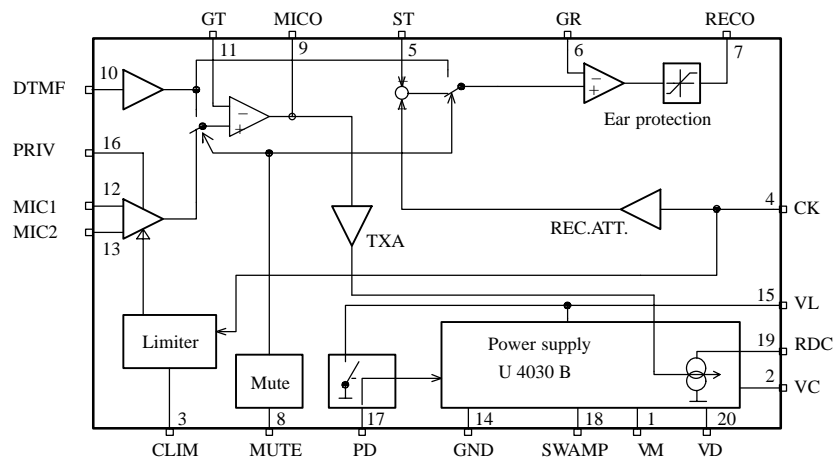 GT MICO ST GR RECO
11 9 5 6 7
DTMF 10
− + + − +
Ear protection
PRIV 16
MIC1 12
MIC2 13
4 CK
TXA REC.ATT.
15 VL
Limiter
Power supply
U 4030 B
19 RDC
Mute
2 VC
3 8 17 14 18 1 20
CLIM MUTE PD GND SWAMP VM VD